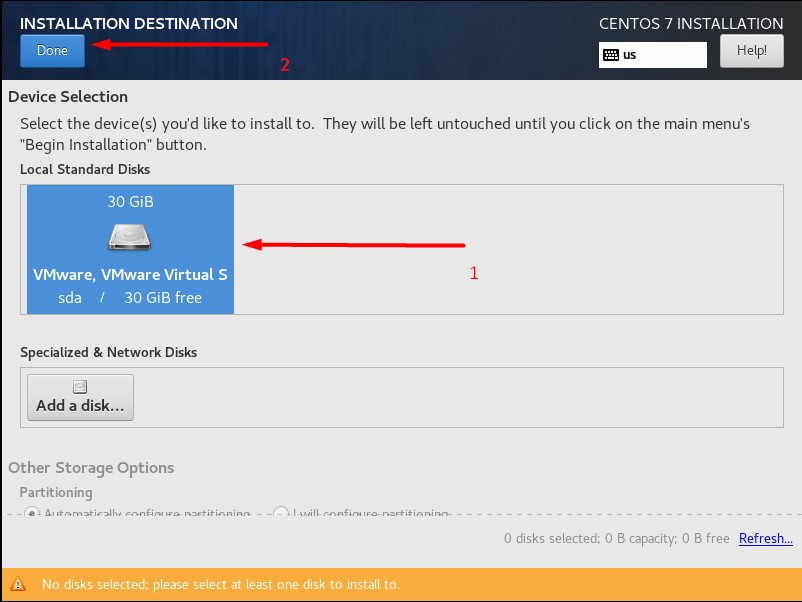 INSTALLATION DESTINATION
CENTOS 7 INSTALLATION
Done
us
Help!
2
Device Selection
Select the device(s) you'd like to install to.  They will be left untouched until you click on the main menu's
"Begin Installation" button.
Local Standard Disks
30 GiB
VMware, VMware Virtual S
sda / 30 GiB free
1
Specialized & Network Disks
Add a disk...
Other Storage Options
Partitioning
Automatically configure partitioning. I will configure partitioning.
0 disks selected; 0 B capacity; 0 B free Refresh...
No disks selected; please select at least one disk to install to.